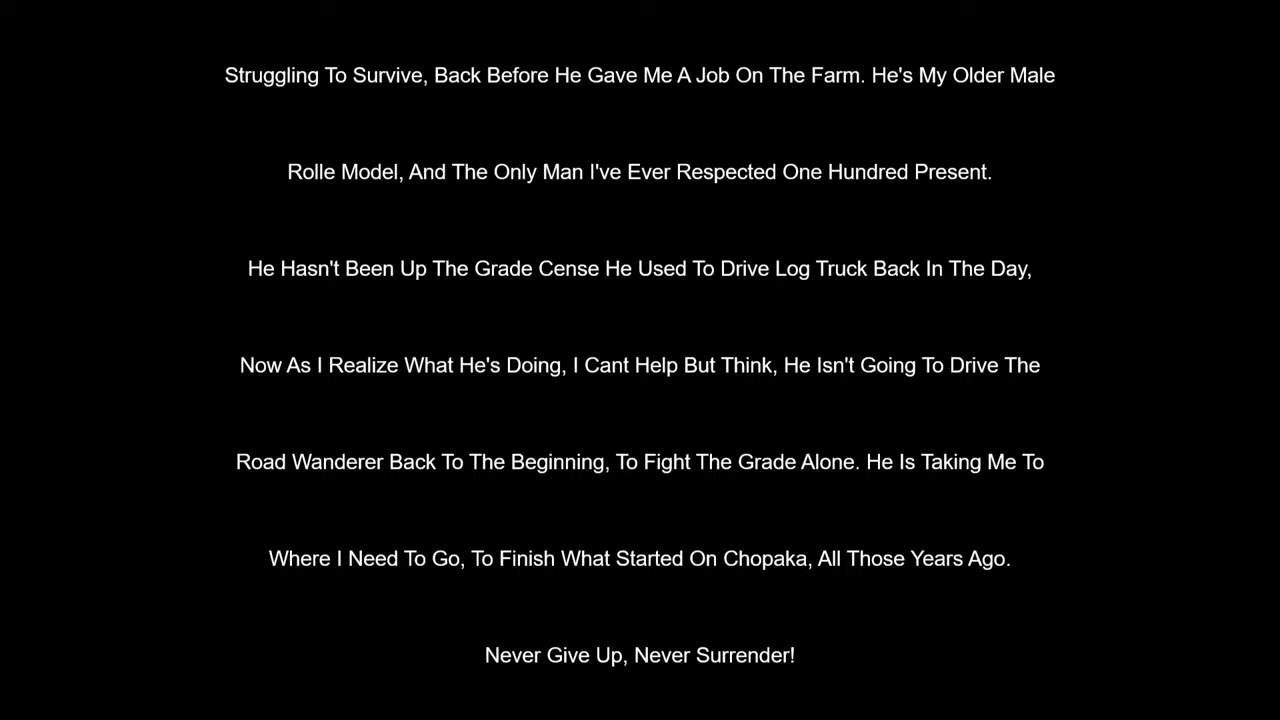 Struggling To Survive, Back Before He Gave Me A Job On The Farm. He's My Older Male
Rolle Model, And The Only Man I've Ever Respected One Hundred Present.
He Hasn't Been Up The Grade Cense He Used To Drive Log Truck Back In The Day,
Now As I Realize What He's Doing, I Cant Help But Think, He Isn't Going To Drive The
Road Wanderer Back To The Beginning, To Fight The Grade Alone. He Is Taking Me To
Where I Need To Go, To Finish What Started On Chopaka, All Those Years Ago.
Never Give Up, Never Surrender!